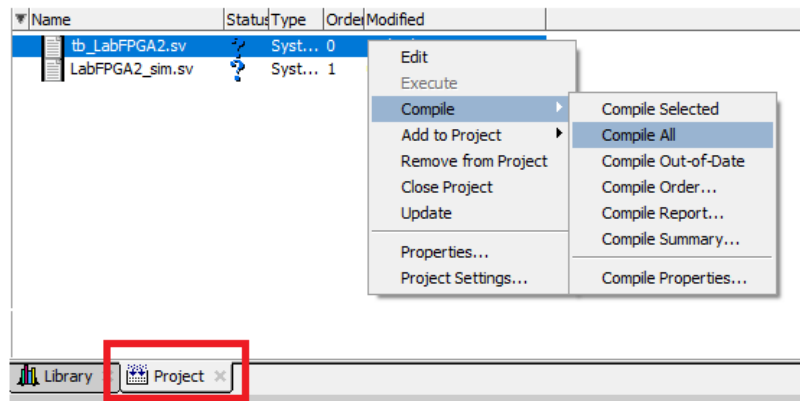 Name Status Type Order Modified
tb_LabFPGA2.sv Syst... 0
LabFPGA2_sim.sv Syst... 1
Edit
Execute
Compile
Add to Project
Remove from Project
Close Project
Update
Properties...
Project Settings...
Compile Selected
Compile All
Compile Out-of-Date
Compile Order...
Compile Report...
Compile Summary...
Compile Properties...
Library Project